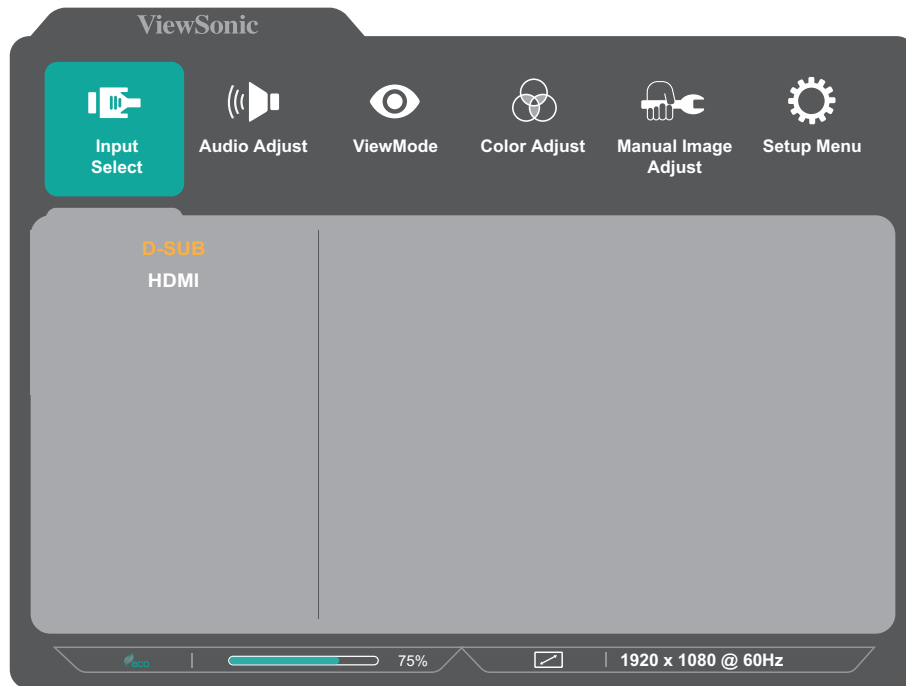 ViewSonic
Input
Select
Audio Adjust
ViewMode
Color Adjust
Manual Image
Adjust
Setup Menu
D-SUB
HDMI
eco
75%
1920 x 1080 @ 60Hz